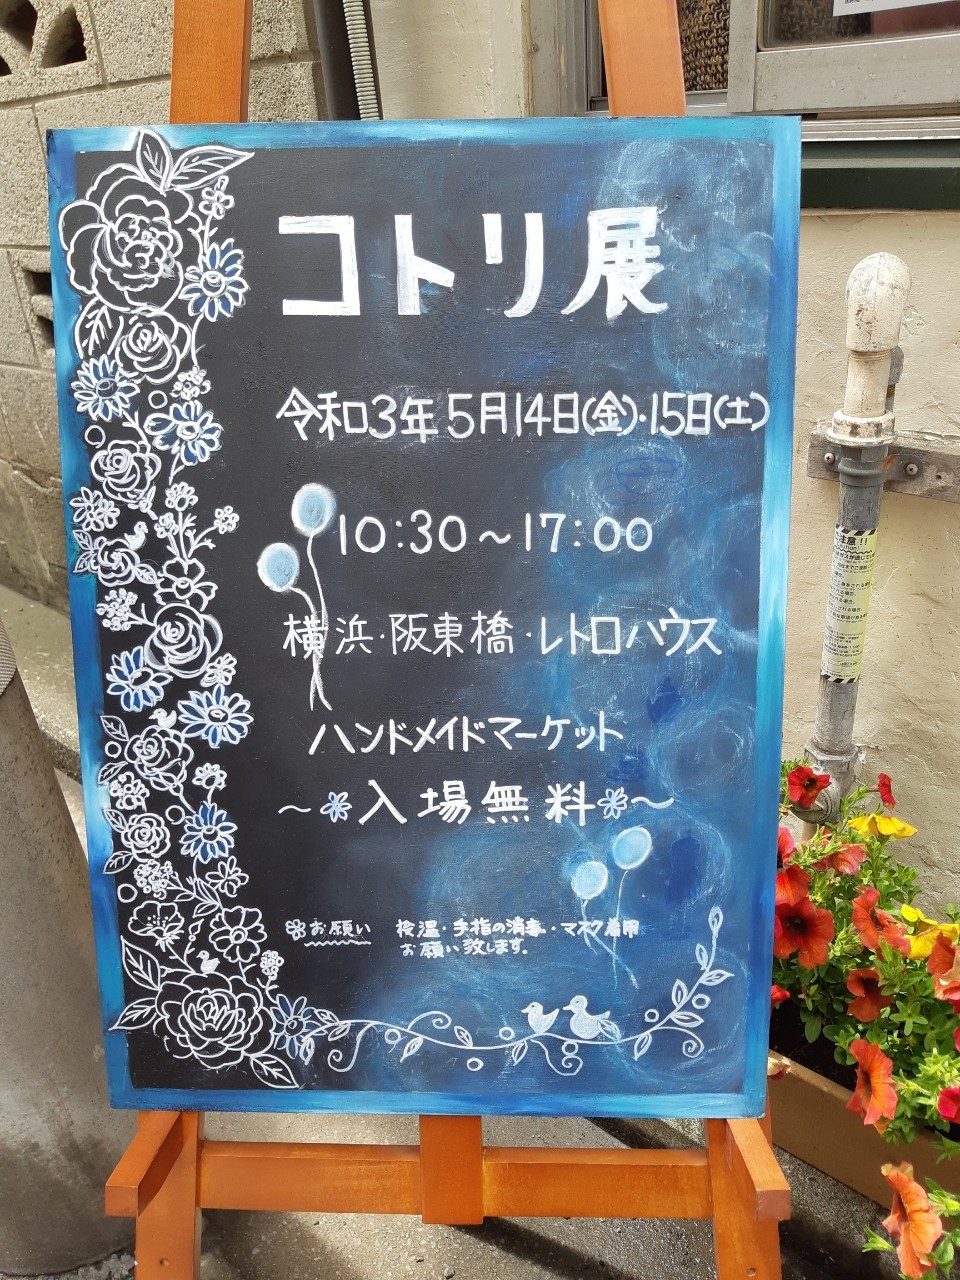 コトリ展
令和3年 5月14日(金)・15日(土)
10:30～17:00
横浜・阪東橋・レトロハウス
ハンドメイドマーケット
～入場無料～
お願い 検温・手指の消毒・マスク着用
お願い致します。
注意!!